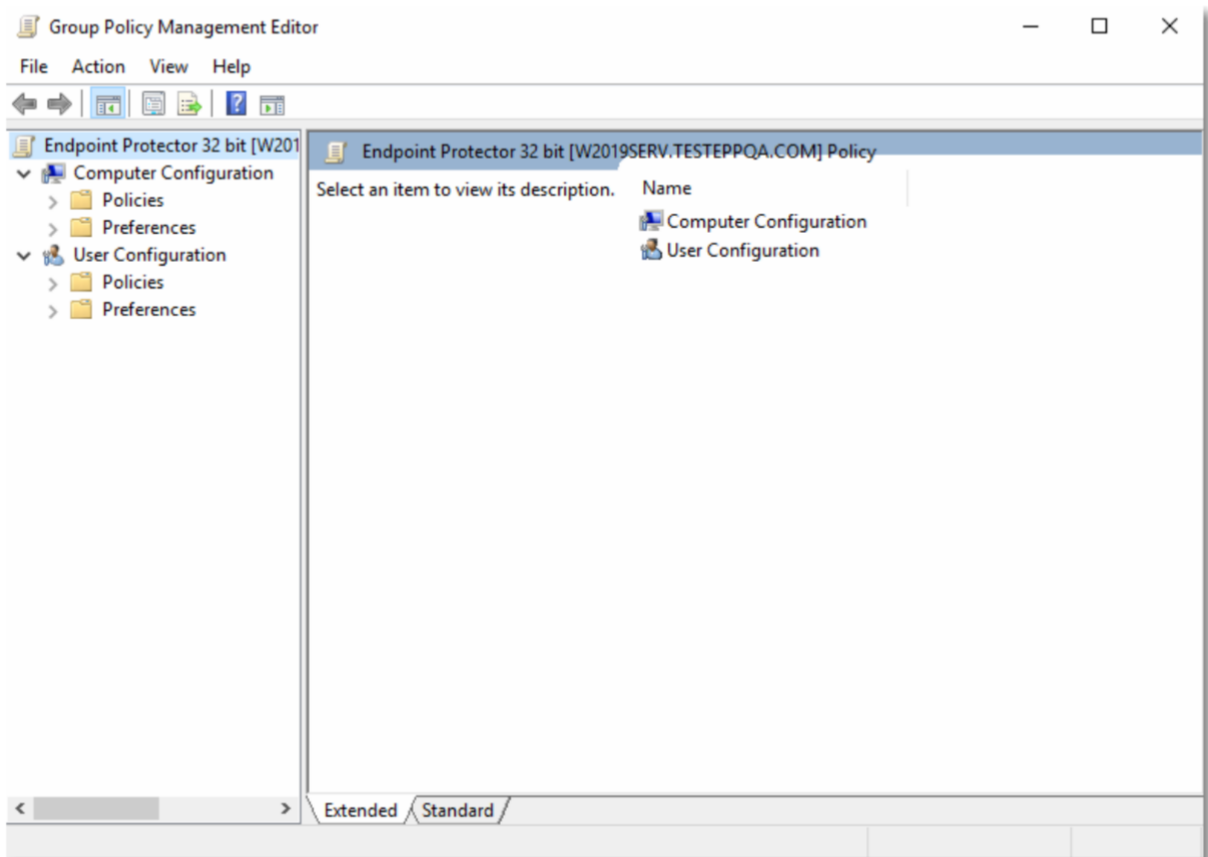 Group Policy Management Editor
File Action View Help
Endpoint Protector 32 bit [W201
Computer Configuration
Policies
Preferences
User Configuration
Policies
Preferences
Endpoint Protector 32 bit [W2019SERV.TESTEPPQA.COM] Policy
Select an item to view its description.
Name
Computer Configuration
User Configuration
Extended Standard